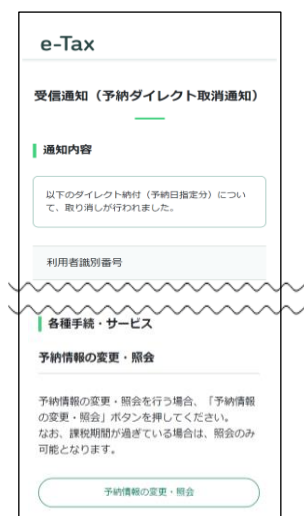 e-Tax
受信通知（予納ダイレクト取消通知）
通知内容
以下のダイレクト納付（予納日指定分）につい
て、取り消しが行われました。
利用者識別番号
各種手続・サービス
予納情報の変更・照会
予納情報の変更・照会を行う場合、「予納情報
の変更・照会」ボタンを押してください。
なお、課税期間が過ぎている場合は、照会のみ
可能となります。
予納情報の変更・照会